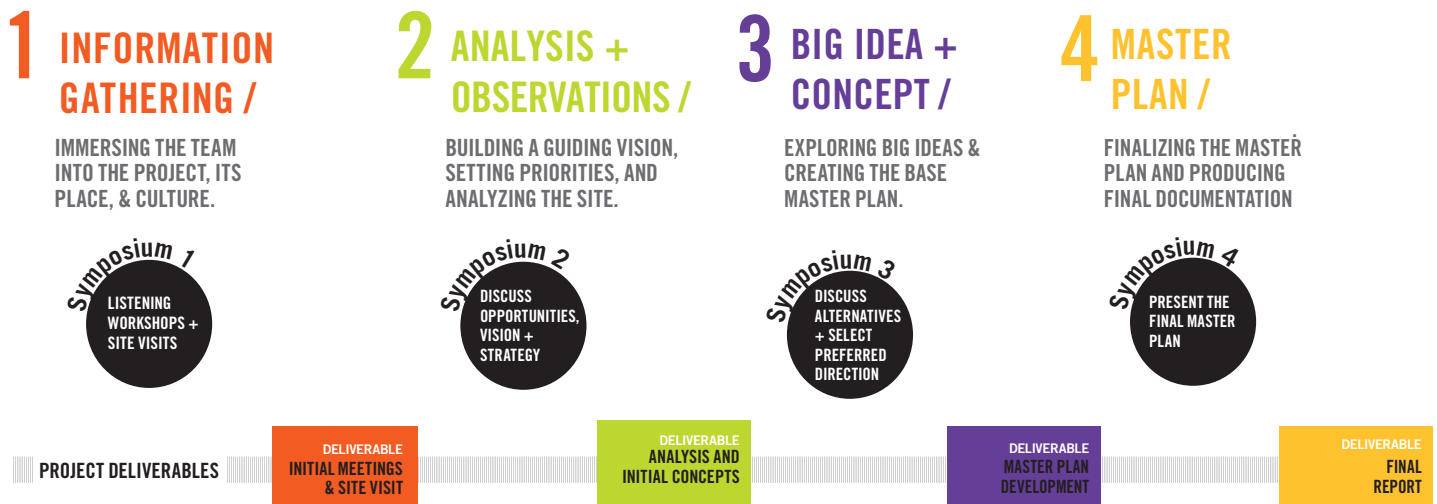 1 INFORMATION
GATHERING /
IMMERSING THE TEAM
INTO THE PROJECT, ITS
PLACE, & CULTURE.
Symposium 1
LISTENING
WORKSHOPS +
SITE VISITS
2 ANALYSIS +
OBSERVATIONS /
BUILDING A GUIDING VISION,
SETTING PRIORITIES, AND
ANALYZING THE SITE.
Symposium 2
DISCUSS
OPPORTUNITIES,
VISION +
STRATEGY
3 BIG IDEA +
CONCEPT /
EXPLORING BIG IDEAS &
CREATING THE BASE
MASTER PLAN.
Symposium 3
DISCUSS
ALTERNATIVES
+ SELECT
PREFERRED
DIRECTION
4 MASTER
PLAN /
FINALIZING THE MASTER
PLAN AND PRODUCING
FINAL DOCUMENTATION
Symposium 4
PRESENT THE
FINAL MASTER
PLAN
PROJECT DELIVERABLES
DELIVERABLE
INITIAL MEETINGS
& SITE VISIT
DELIVERABLE
ANALYSIS AND
INITIAL CONCEPTS
DELIVERABLE
MASTER PLAN
DEVELOPMENT
DELIVERABLE
FINAL
REPORT